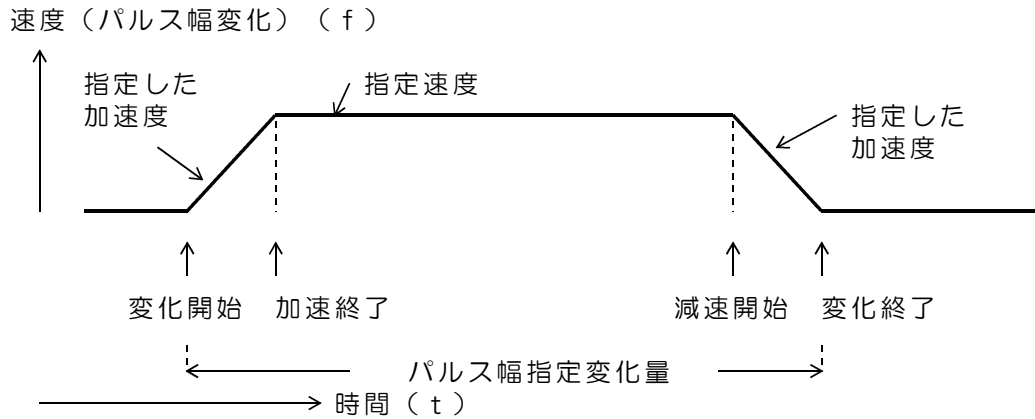 速度（パルス幅変化）（ｆ）
指定した
加速度
指定速度
指定した
加速度
変化開始　加速終了　減速開始　変化終了
パルス幅指定変化量
時間（ｔ）